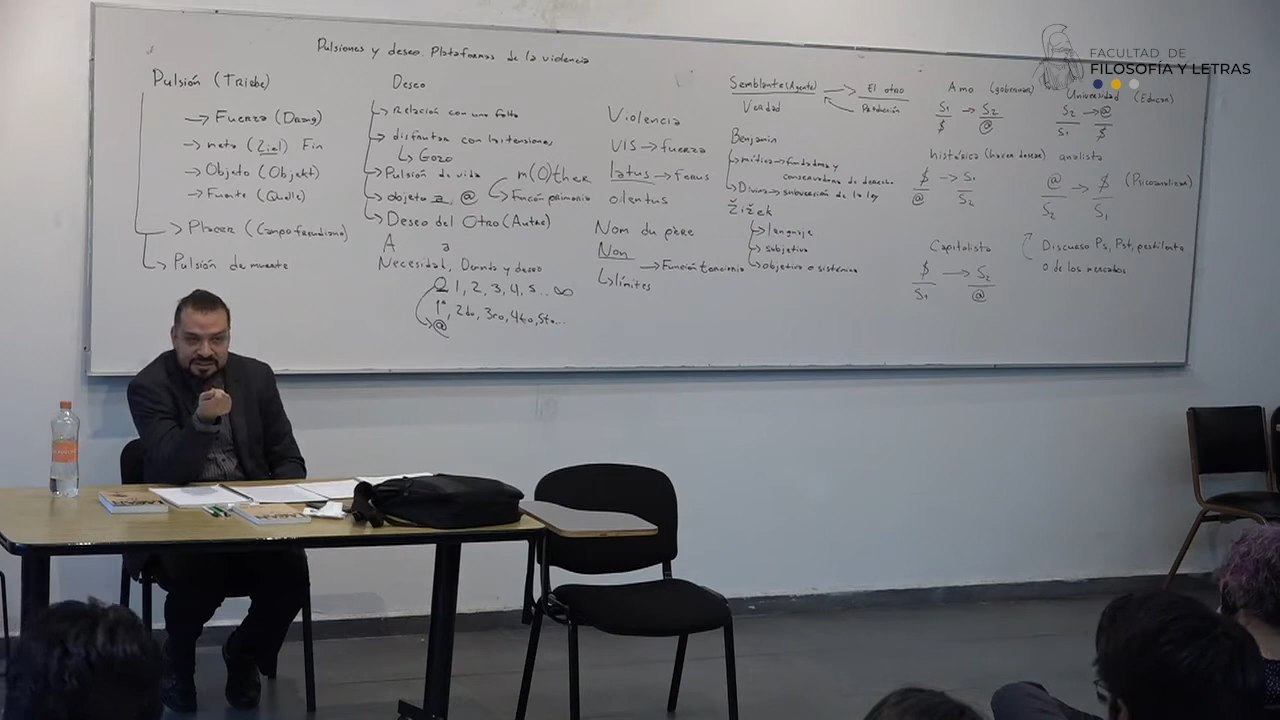 Pulsiones y deseo. Plataformas de la violencia
Pulsión (Triebe)
→ Fuerza (Drang)
→ meta (Ziel) Fin
→ Objeto (Objekt)
→ Fuente (Quelle)
→ Placer (Campo freudiano)
→ Pulsión de muerte
Deseo
→ Relación con una falta
→ disfrutan con las tensiones
↳ Gozo
→ Pulsión de vida
→ objeto a, @
→ Deseo del Otro (Autre)
A a
Necesidad, Demanda y deseo
0 1, 2, 3, 4, 5... ∞
1º, 2do, 3ro, 4to, 5to...
@
m(O)ther
Función primaria
Violencia
VIS → fuerza
latus → Ferus
olentus
Nom du père
Non → Función
↳ límites
Semblante (Agente) → El otro
Verdad ← Producción
Benjamin
→ mítica → fundadora y
conservadora de derecho
→ Divina → subversión de la ley
Žižek
→ lenguaje
→ subjetiva
→ objetiva o sistémica
Amo (gobernar)
S1 → S2
$ @
Universidad (Educar)
S2 → @
S1 $
histérica (hacer desear)
$ → S1
@ S2
analista
@ → $ (Psicoanalizar)
S2 S1
Capitalista
$ → S2
S1 @
Discurso Ps, Pst, pestilente
o de los mercados
FACULTAD DE
FILOSOFÍA Y LETRAS